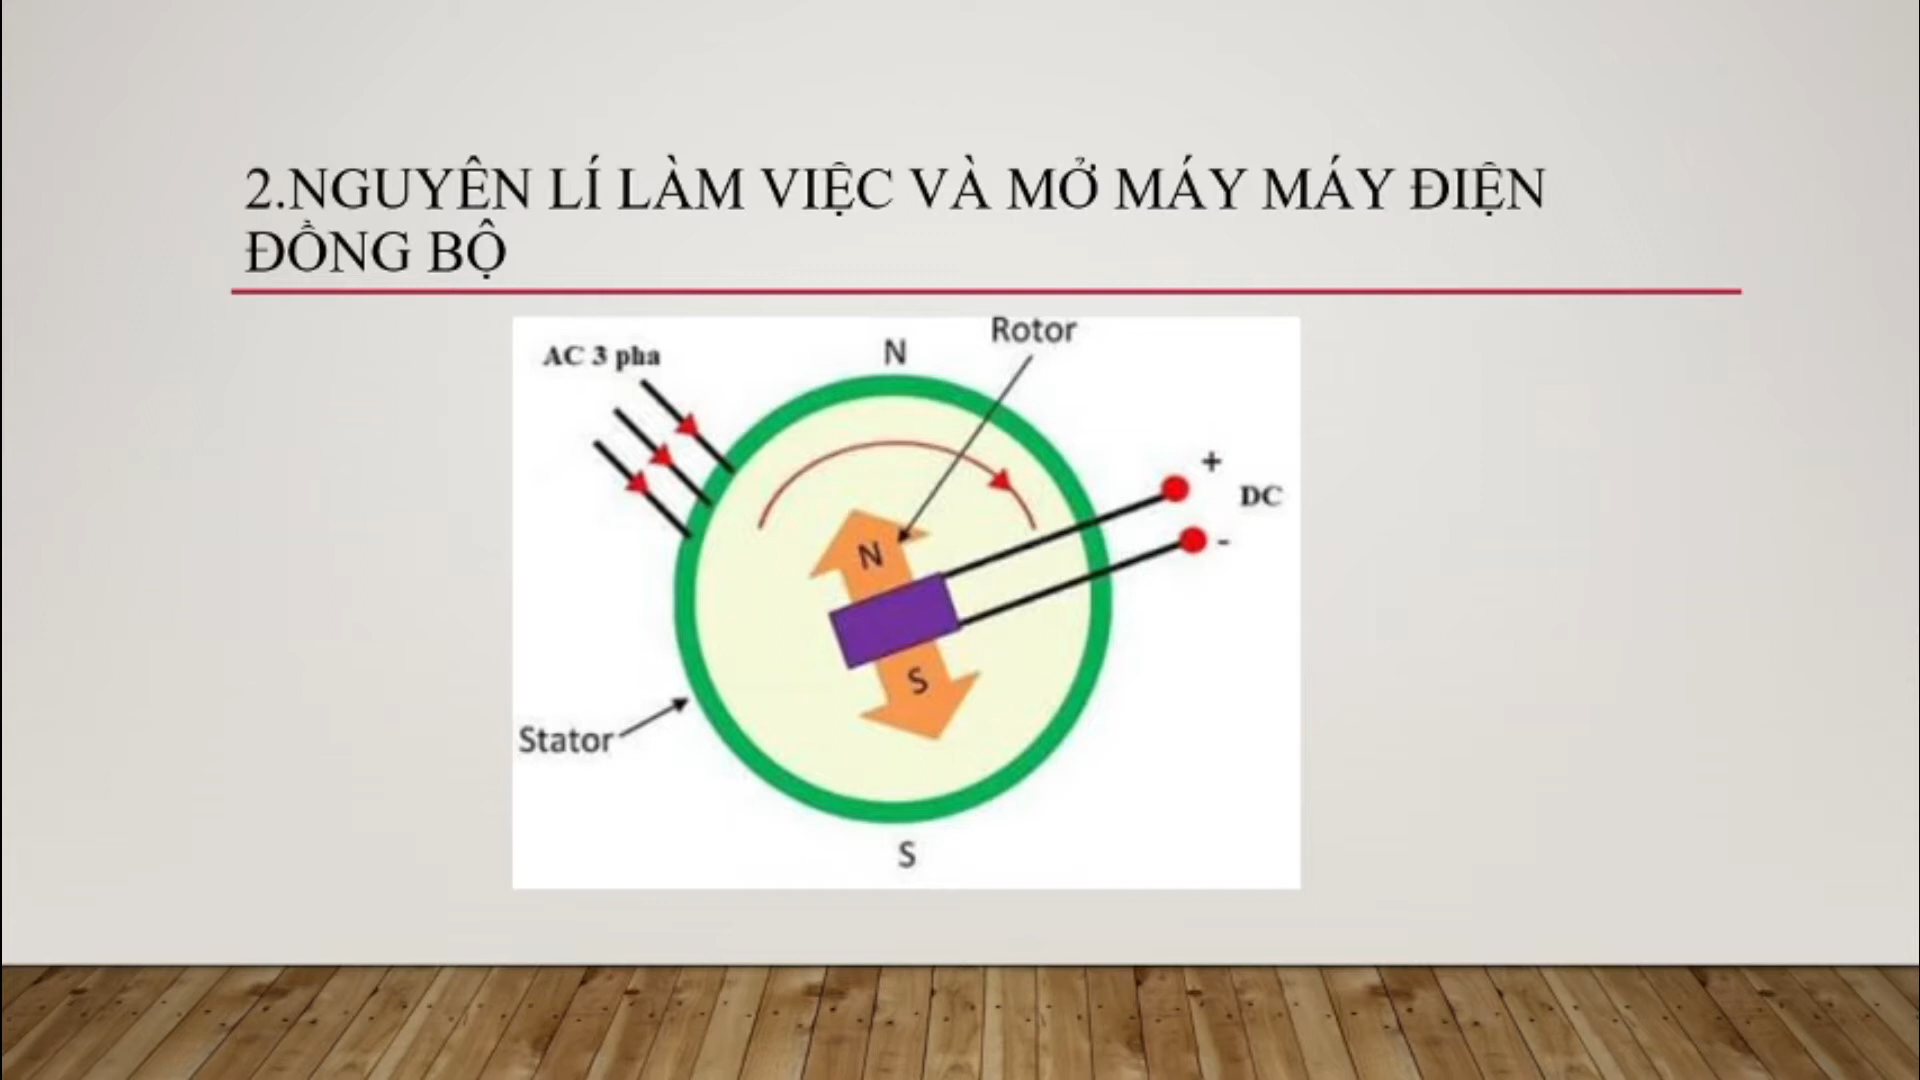 2.NGUYÊN LÍ LÀM VIỆC VÀ MỞ MÁY MÁY ĐIỆN
ĐỒNG BỘ
Rotor
AC 3 pha
N
+
DC
-
N
S
Stator
S